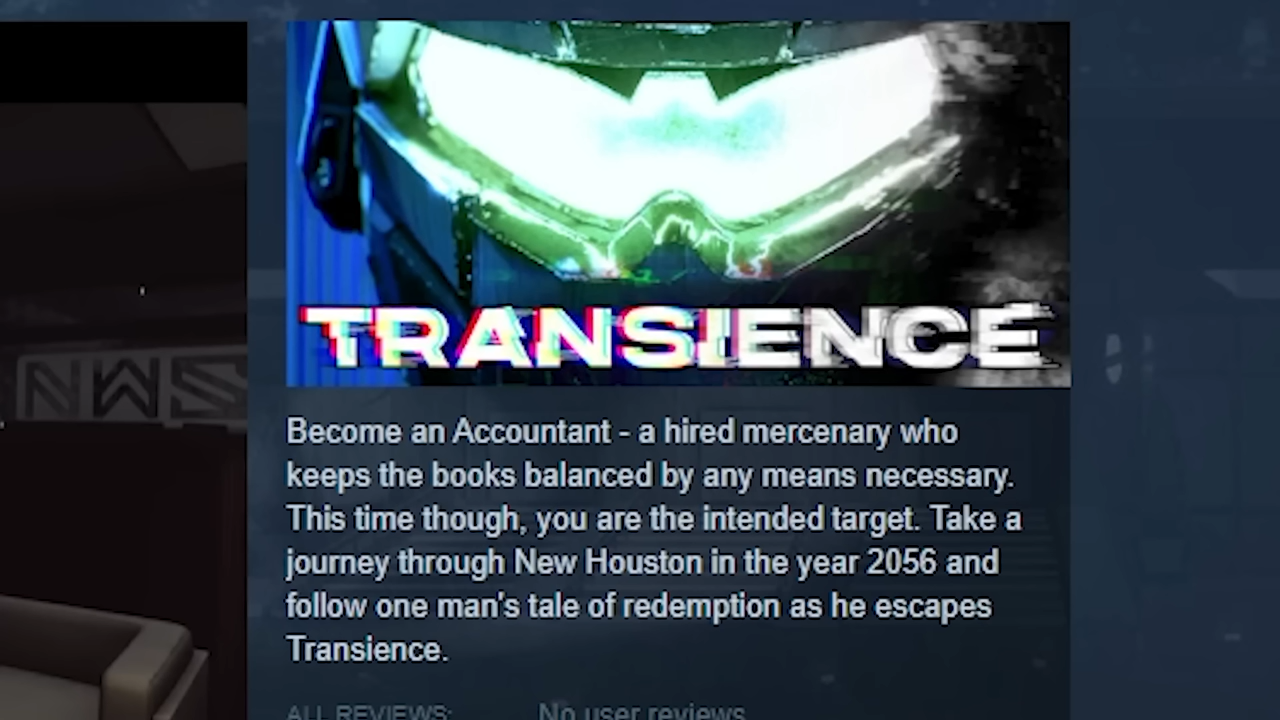 TRANSIENCE
NWS
Become an Accountant - a hired mercenary who
keeps the books balanced by any means necessary.
This time though, you are the intended target. Take a
journey through New Houston in the year 2056 and
follow one man's tale of redemption as he escapes
Transience.
ALL REVIEWS: No user reviews